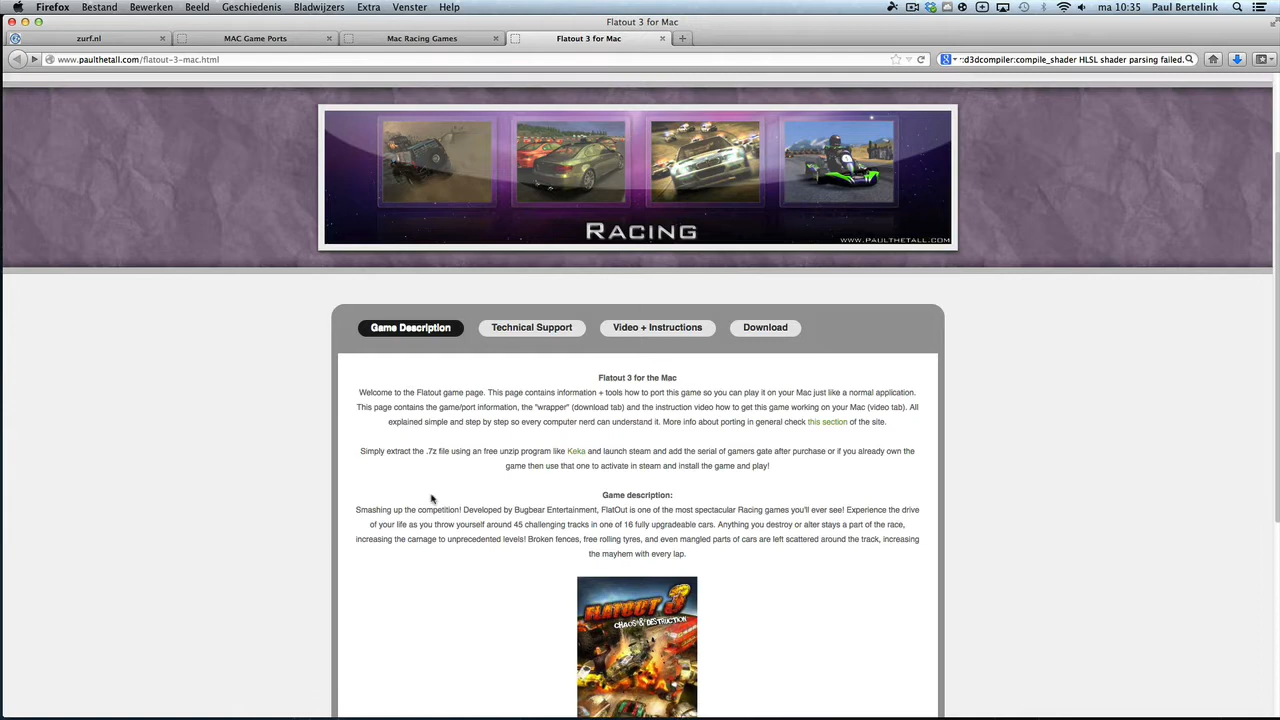 Firefox Bestand Bewerken Beeld Geschiedenis Bladwijzers Extra Venster Help ma 10:35 Paul Bertelink
Flatout 3 for Mac
zurf.nl MAC Game Ports Mac Racing Games Flatout 3 for Mac
www.paulthetall.com/flatout-3-mac.html ::d3dcompiler:compile_shader HLSL shader parsing failed.
RACING
WWW.PAULTHETALL.COM
Game Description Technical Support Video + Instructions Download
Flatout 3 for the Mac
Welcome to the Flatout game page. This page contains information + tools how to port this game so you can play it on your Mac just like a normal application.
This page contains the game/port information, the "wrapper" (download tab) and the instruction video how to get this game working on your Mac (video tab). All
explained simple and step by step so every computer nerd can understand it. More info about porting in general check this section of the site.
Simply extract the .7z file using an free unzip program like Keka and launch steam and add the serial of gamers gate after purchase or if you already own the
game then use that one to activate in steam and install the game and play!
Game description:
Smashing up the competition! Developed by Bugbear Entertainment, FlatOut is one of the most spectacular Racing games you'll ever see! Experience the drive
of your life as you throw yourself around 45 challenging tracks in one of 16 fully upgradeable cars. Anything you destroy or alter stays a part of the race,
increasing the carnage to unprecedented levels! Broken fences, free rolling tyres, and even mangled parts of cars are left scattered around the track, increasing
the mayhem with every lap.
FLATOUT 3
CHAOS & DESTRUCTION